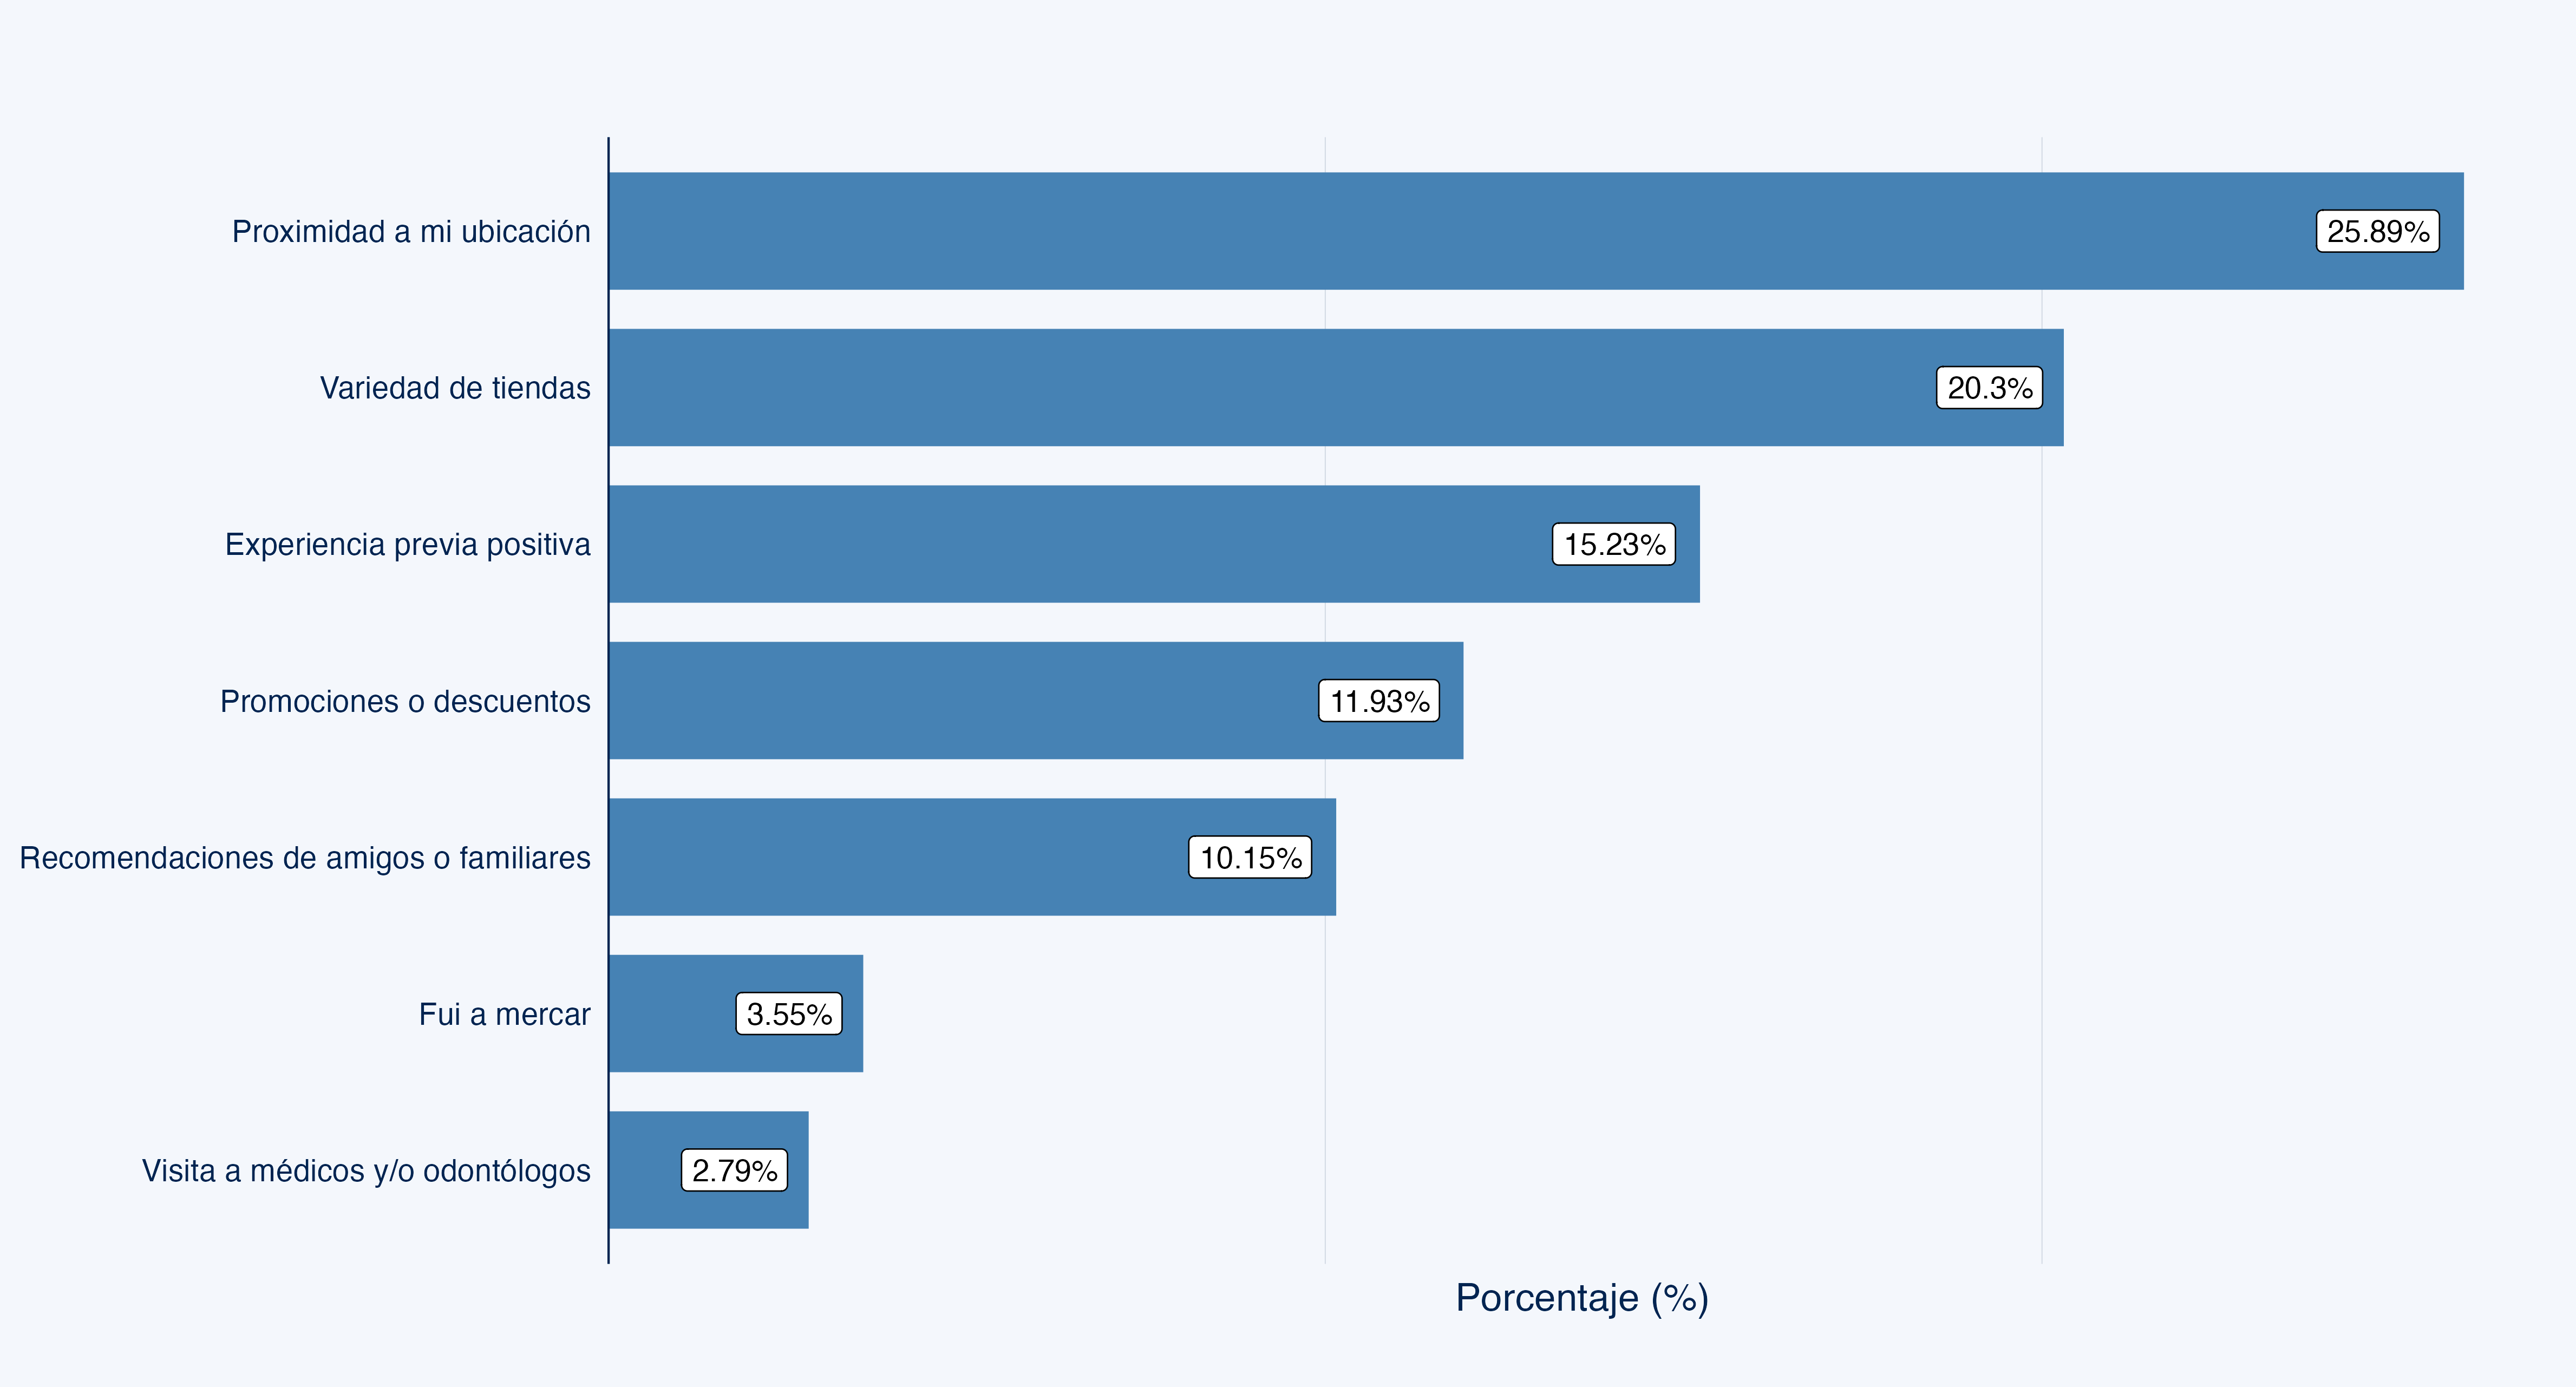 Proximidad a mi ubicación
25.89%
Variedad de tiendas
20.3%
Experiencia previa positiva
15.23%
Promociones o descuentos
11.93%
Recomendaciones de amigos o familiares
10.15%
Fui a mercar
3.55%
Visita a médicos y/o odontólogos
2.79%
Porcentaje (%)